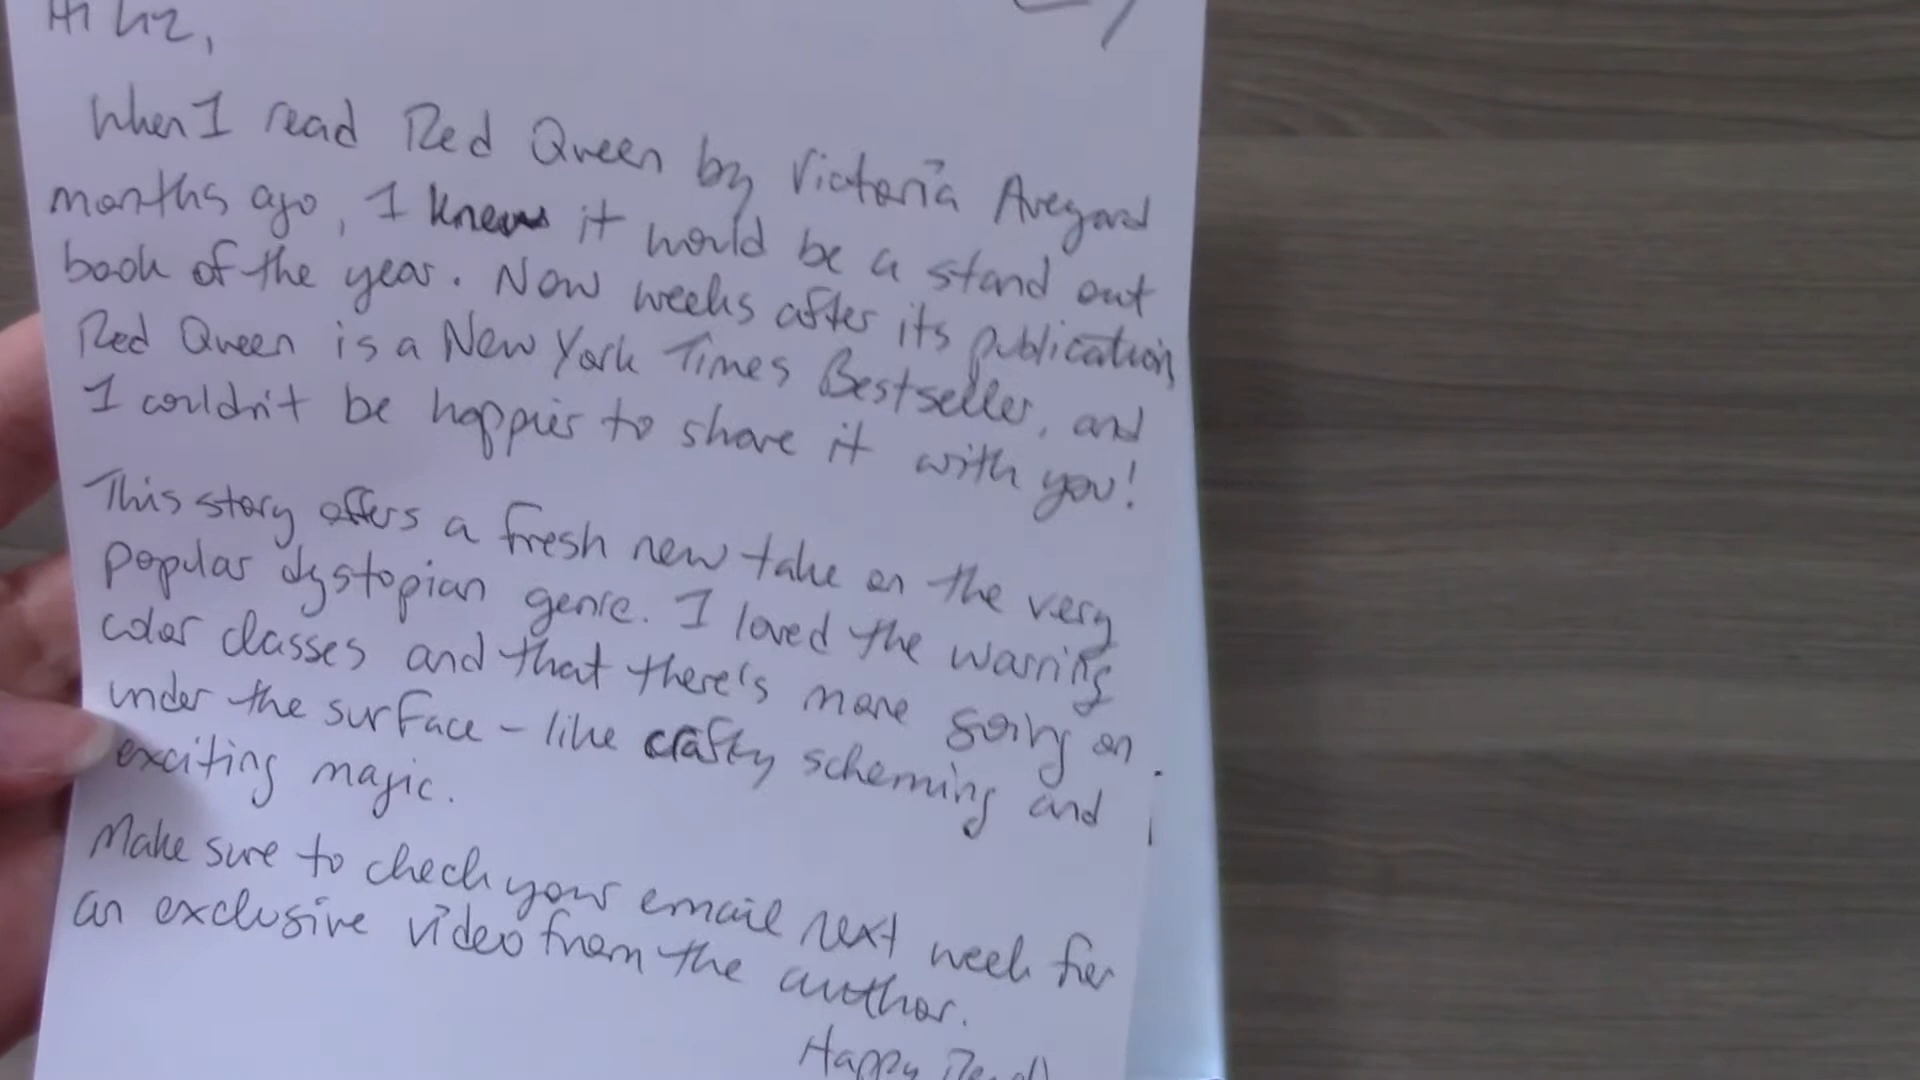 Hi Liz,
When I read Red Queen by Victoria Avegard
months ago, I knew it would be a stand out
book of the year. Now weeks after its publication,
Red Queen is a New York Times Bestseller, and
I couldn't be happier to share it with you!
This story offers a fresh new take on the very
popular dystopian genre. I loved the warring
color classes and that there's more going on
under the surface - like crafty scheming and
exciting magic.
Make sure to check your email next week for
an exclusive video from the author.
Happy